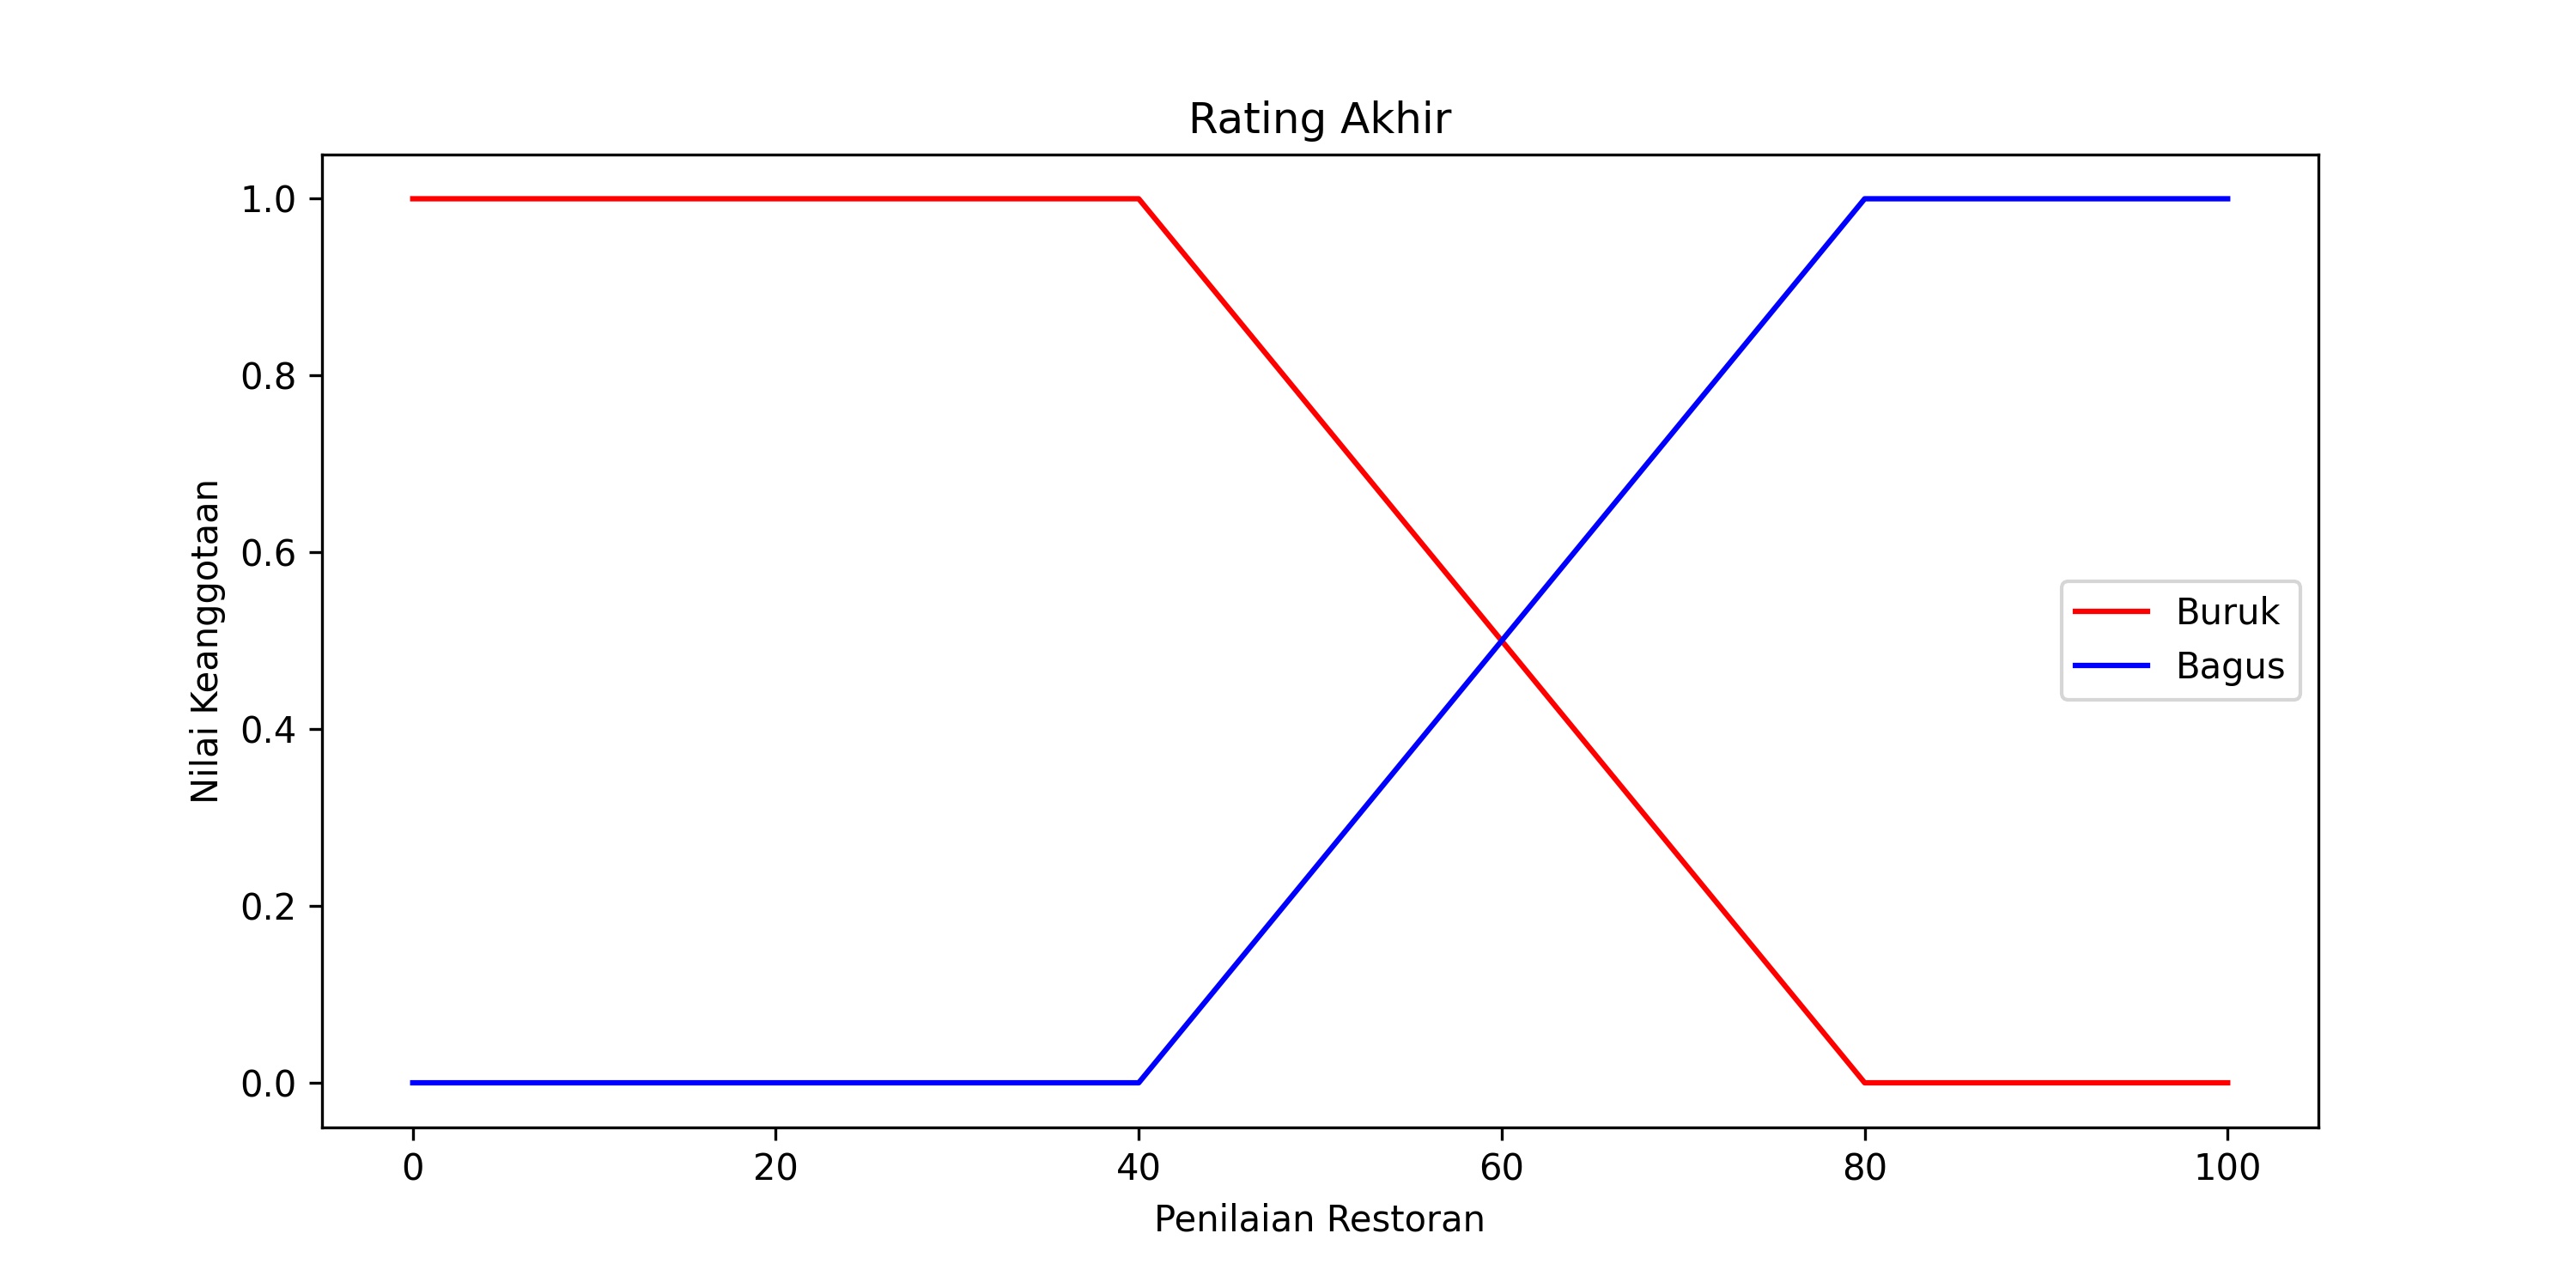 Rating Akhir
1.0
0.8
0.6
0.4
0.2
0.0
Nilai Keanggotaan
Buruk
Bagus
0 20 40 60 80 100
Penilaian Restoran